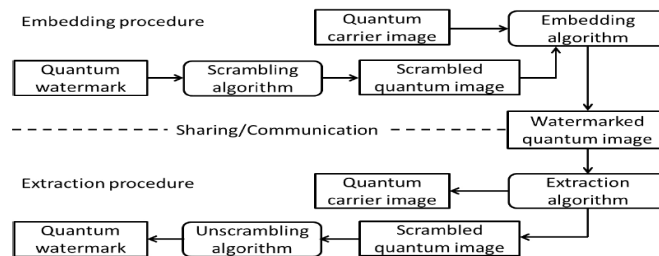 Embedding procedure
Quantum
carrier image
Embedding
algorithm
Quantum
watermark
Scrambling
algorithm
Scrambled
quantum image
Sharing/Communication
Watermarked
quantum image
Extraction procedure
Quantum
carrier image
Extraction
algorithm
Quantum
watermark
Unscrambling
algorithm
Scrambled
quantum image